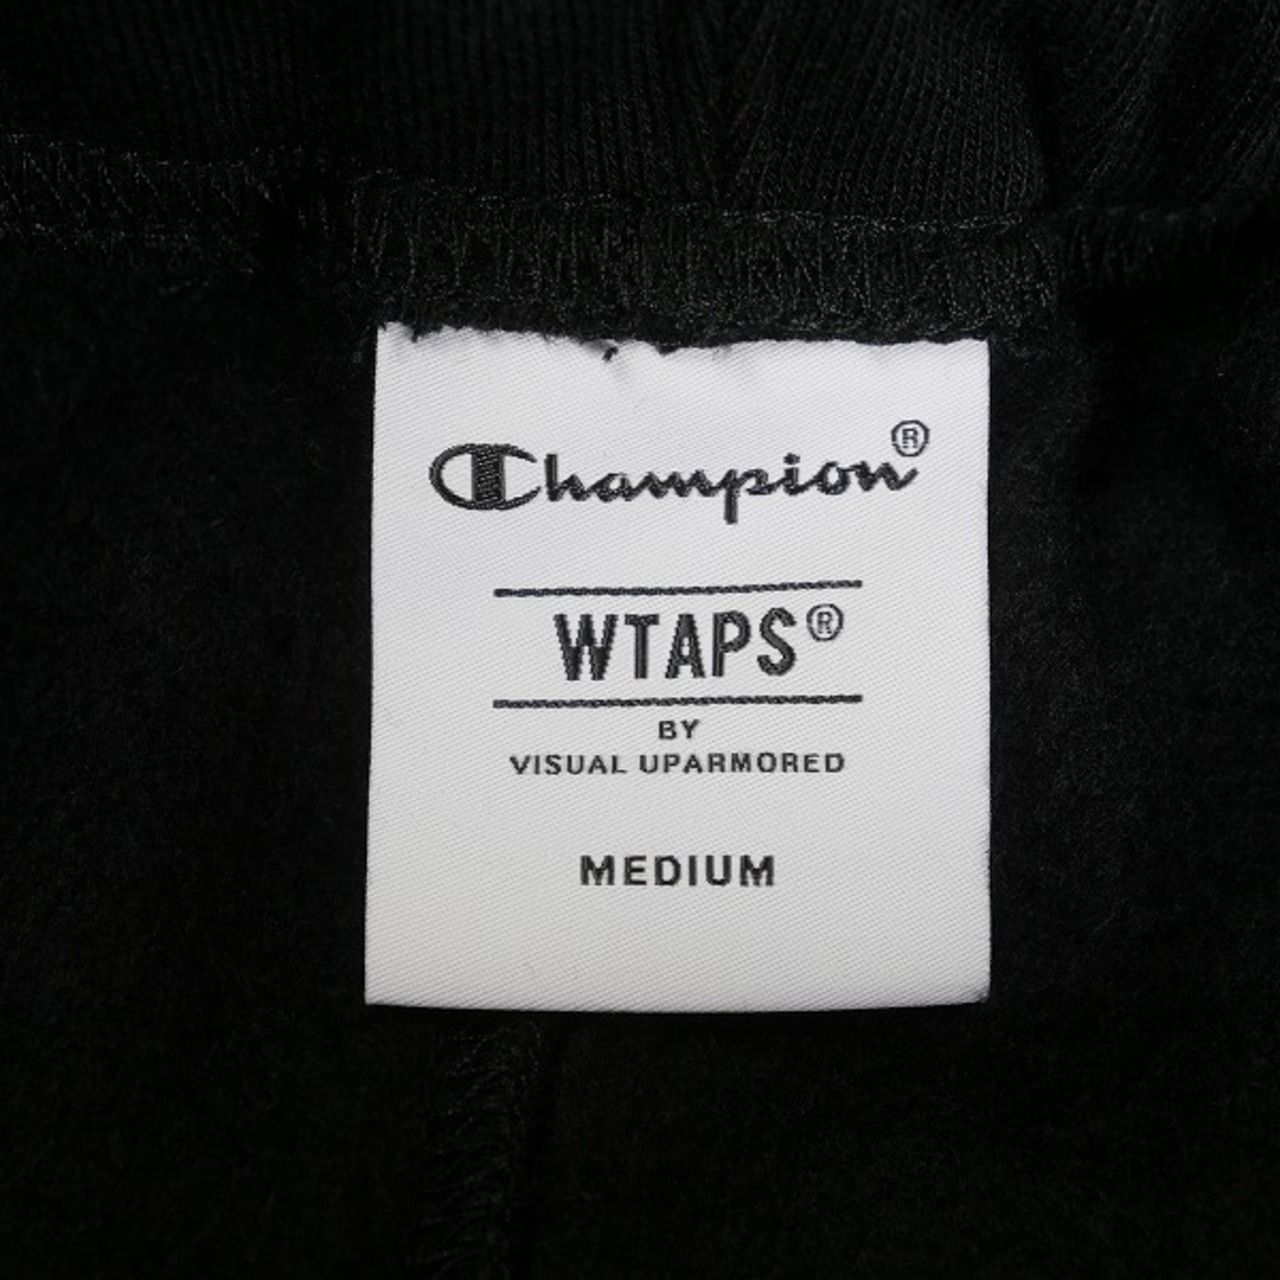 Champion®
WTAPS®
BY
VISUAL UPARMORED
MEDIUM